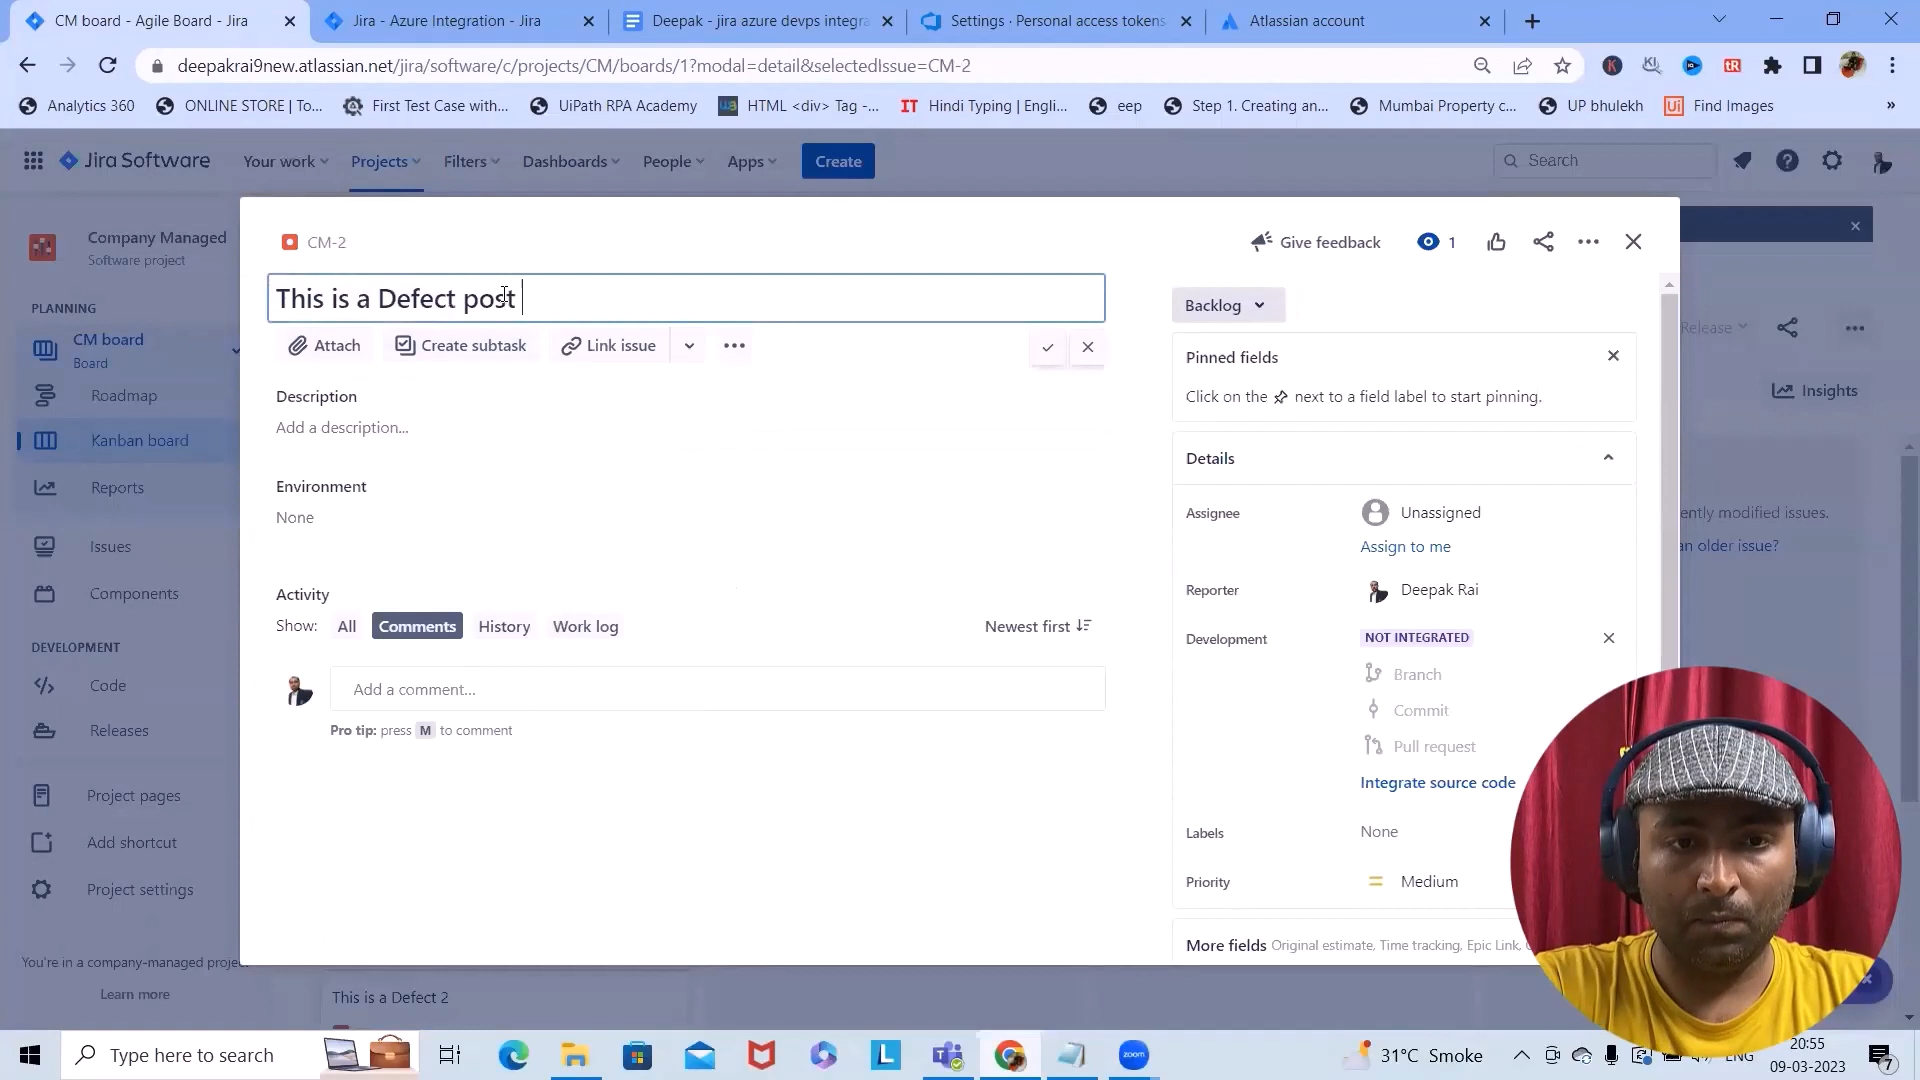 CM board - Agile Board - Jira
Jira - Azure Integration - Jira
Deepak - jira azure devps integra
Settings · Personal access tokens
Atlassian account
deepakrai9new.atlassian.net/jira/software/c/projects/CM/boards/1?modal=detail&selectedIssue=CM-2
Analytics 360
ONLINE STORE | To...
First Test Case with...
UiPath RPA Academy
HTML <div> Tag -...
Hindi Typing | Engli...
eep
Step 1. Creating an...
Mumbai Property c...
UP bhulekh
Find Images
»
Jira Software
Your work
Projects
Filters
Dashboards
People
Apps
Create
Search
Company Managed
Software project
PLANNING
CM board
Board
Roadmap
Kanban board
Reports
Issues
Components
DEVELOPMENT
Code
Releases
Project pages
Add shortcut
Project settings
You're in a company-managed projec
Learn more
CM-2
Give feedback
1
This is a Defect post
Attach
Create subtask
Link issue
Description
Add a description...
Environment
None
Activity
Show:
All
Comments
History
Work log
Newest first
Add a comment...
Pro tip: press M to comment
Backlog
Pinned fields
Click on the next to a field label to start pinning.
Details
Assignee
Unassigned
Assign to me
Reporter
Deepak Rai
Development
NOT INTEGRATED
Branch
Commit
Pull request
Integrate source code
Labels
None
Priority
Medium
More fields Original estimate, Time tracking, Epic Link,
Release
Insights
ently modified issues.
an older issue?
This is a Defect 2
Type here to search
zoom
31°C Smoke
ENG
20:55
09-03-2023
7